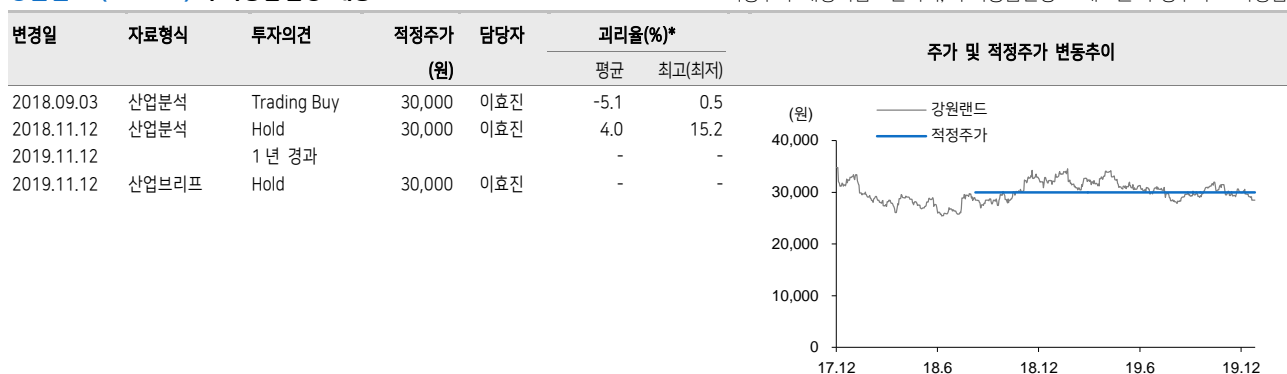 변경일 자료형식 투자의견 적정주가 담당자 괴리율(%)* 주가 및 적정주가 변동추이
(원) 평균 최고(최저)
2018.09.03 산업분석 Trading Buy 30,000 이효진 -5.1 0.5
2018.11.12 산업분석 Hold 30,000 이효진 4.0 15.2
2019.11.12 1년 경과 - -
2019.11.12 산업브리프 Hold 30,000 이효진 - -
(원)
강원랜드
적정주가
40,000
30,000
20,000
10,000
0
17.12 18.6 18.12 19.6 19.12